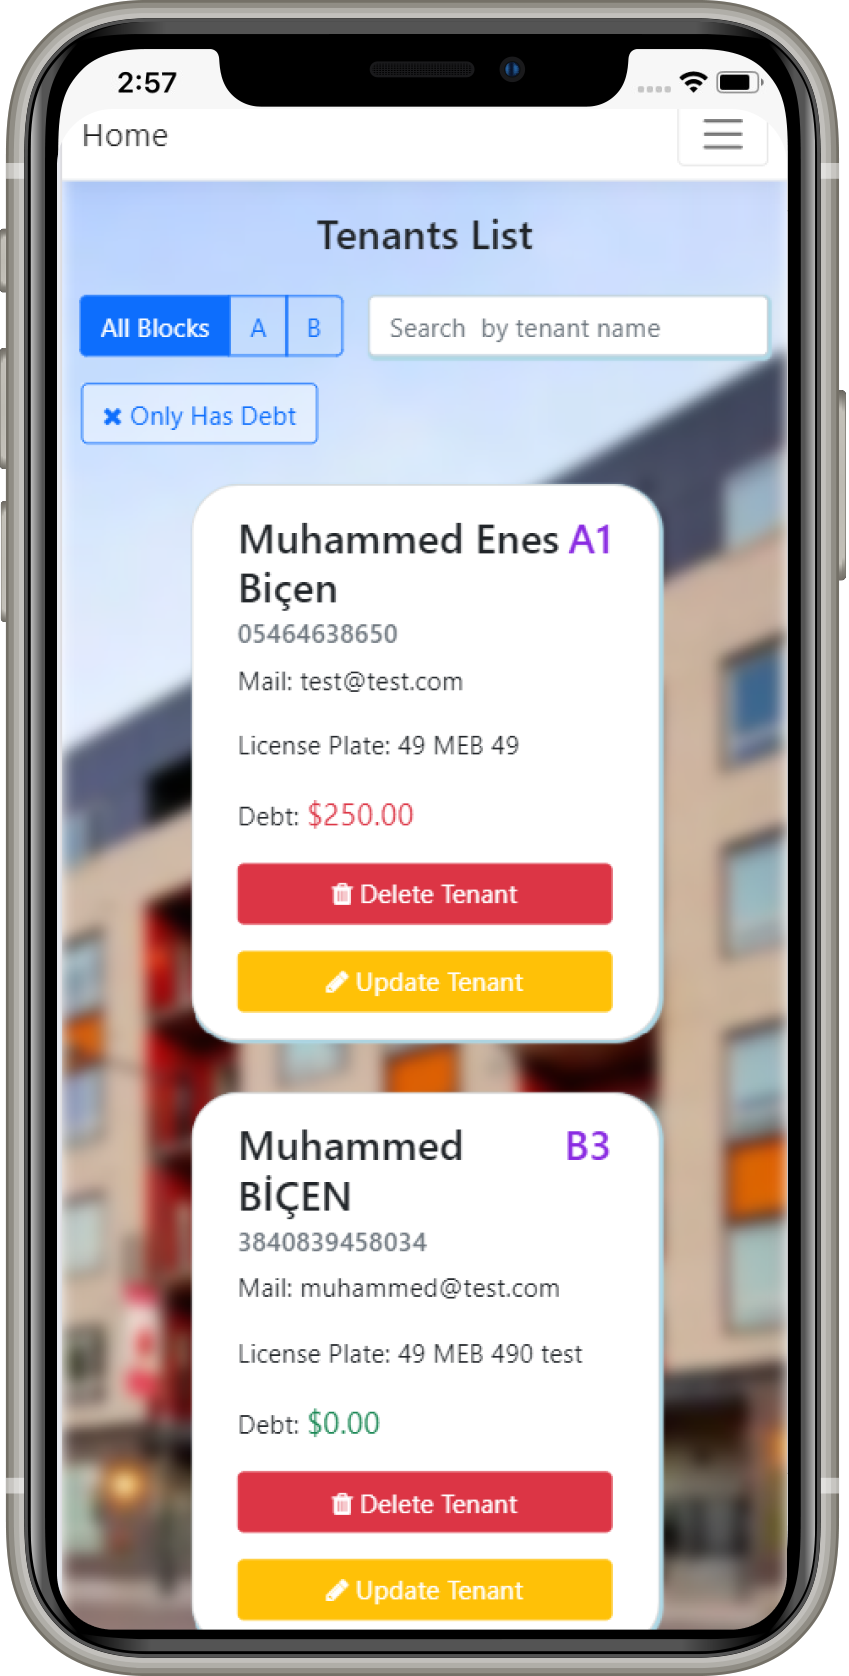 2:57
Home
Tenants List
All Blocks A B
Search by tenant name
Only Has Debt
Muhammed Enes A1
Biçen
05464638650
Mail: test@test.com
License Plate: 49 MEB 49
Debt: $250.00
Delete Tenant
Update Tenant
Muhammed B3
BİÇEN
3840839458034
Mail: muhammed@test.com
License Plate: 49 MEB 490 test
Debt: $0.00
Delete Tenant
Update Tenant